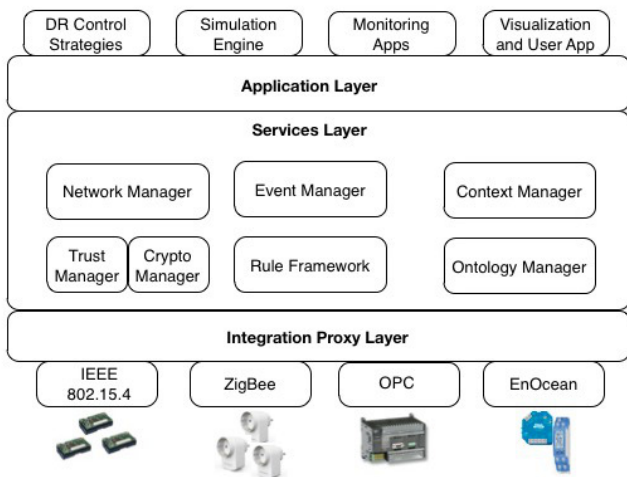 DR Control
Strategies
Simulation
Engine
Monitoring
Apps
Visualization
and User App
Application Layer
Services Layer
Network Manager
Event Manager
Context Manager
Trust
Manager
Crypto
Manager
Rule Framework
Ontology Manager
Integration Proxy Layer
IEEE
802.15.4
ZigBee
OPC
EnOcean